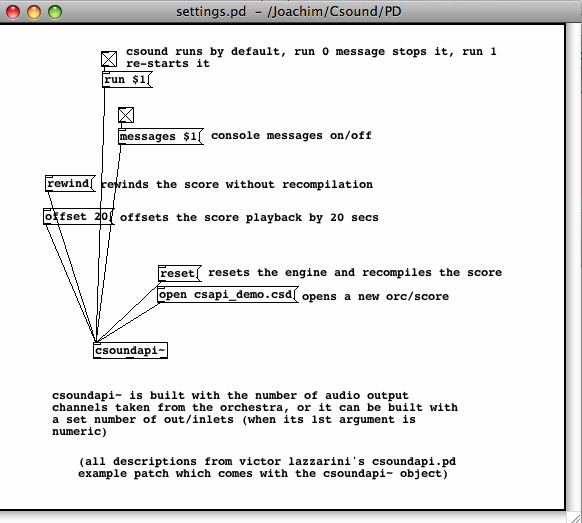 settings.pd - /Joachim/Csound/PD
csound runs by default, run 0 message stops it, run 1
re-starts it
run $1
messages $1
console messages on/off
rewind
rewinds the score without recompilation
offset 20
offsets the score playback by 20 secs
reset
resets the engine and recompiles the score
open csapi_demo.csd
opens a new orc/score
csoundapi~
csoundapi~ is built with the number of audio output
channels taken from the orchestra, or it can be built with
a set number of out/inlets (when its 1st argument is
numeric)
(all descriptions from victor lazzarini's csoundapi.pd
example patch which comes with the csoundapi~ object)